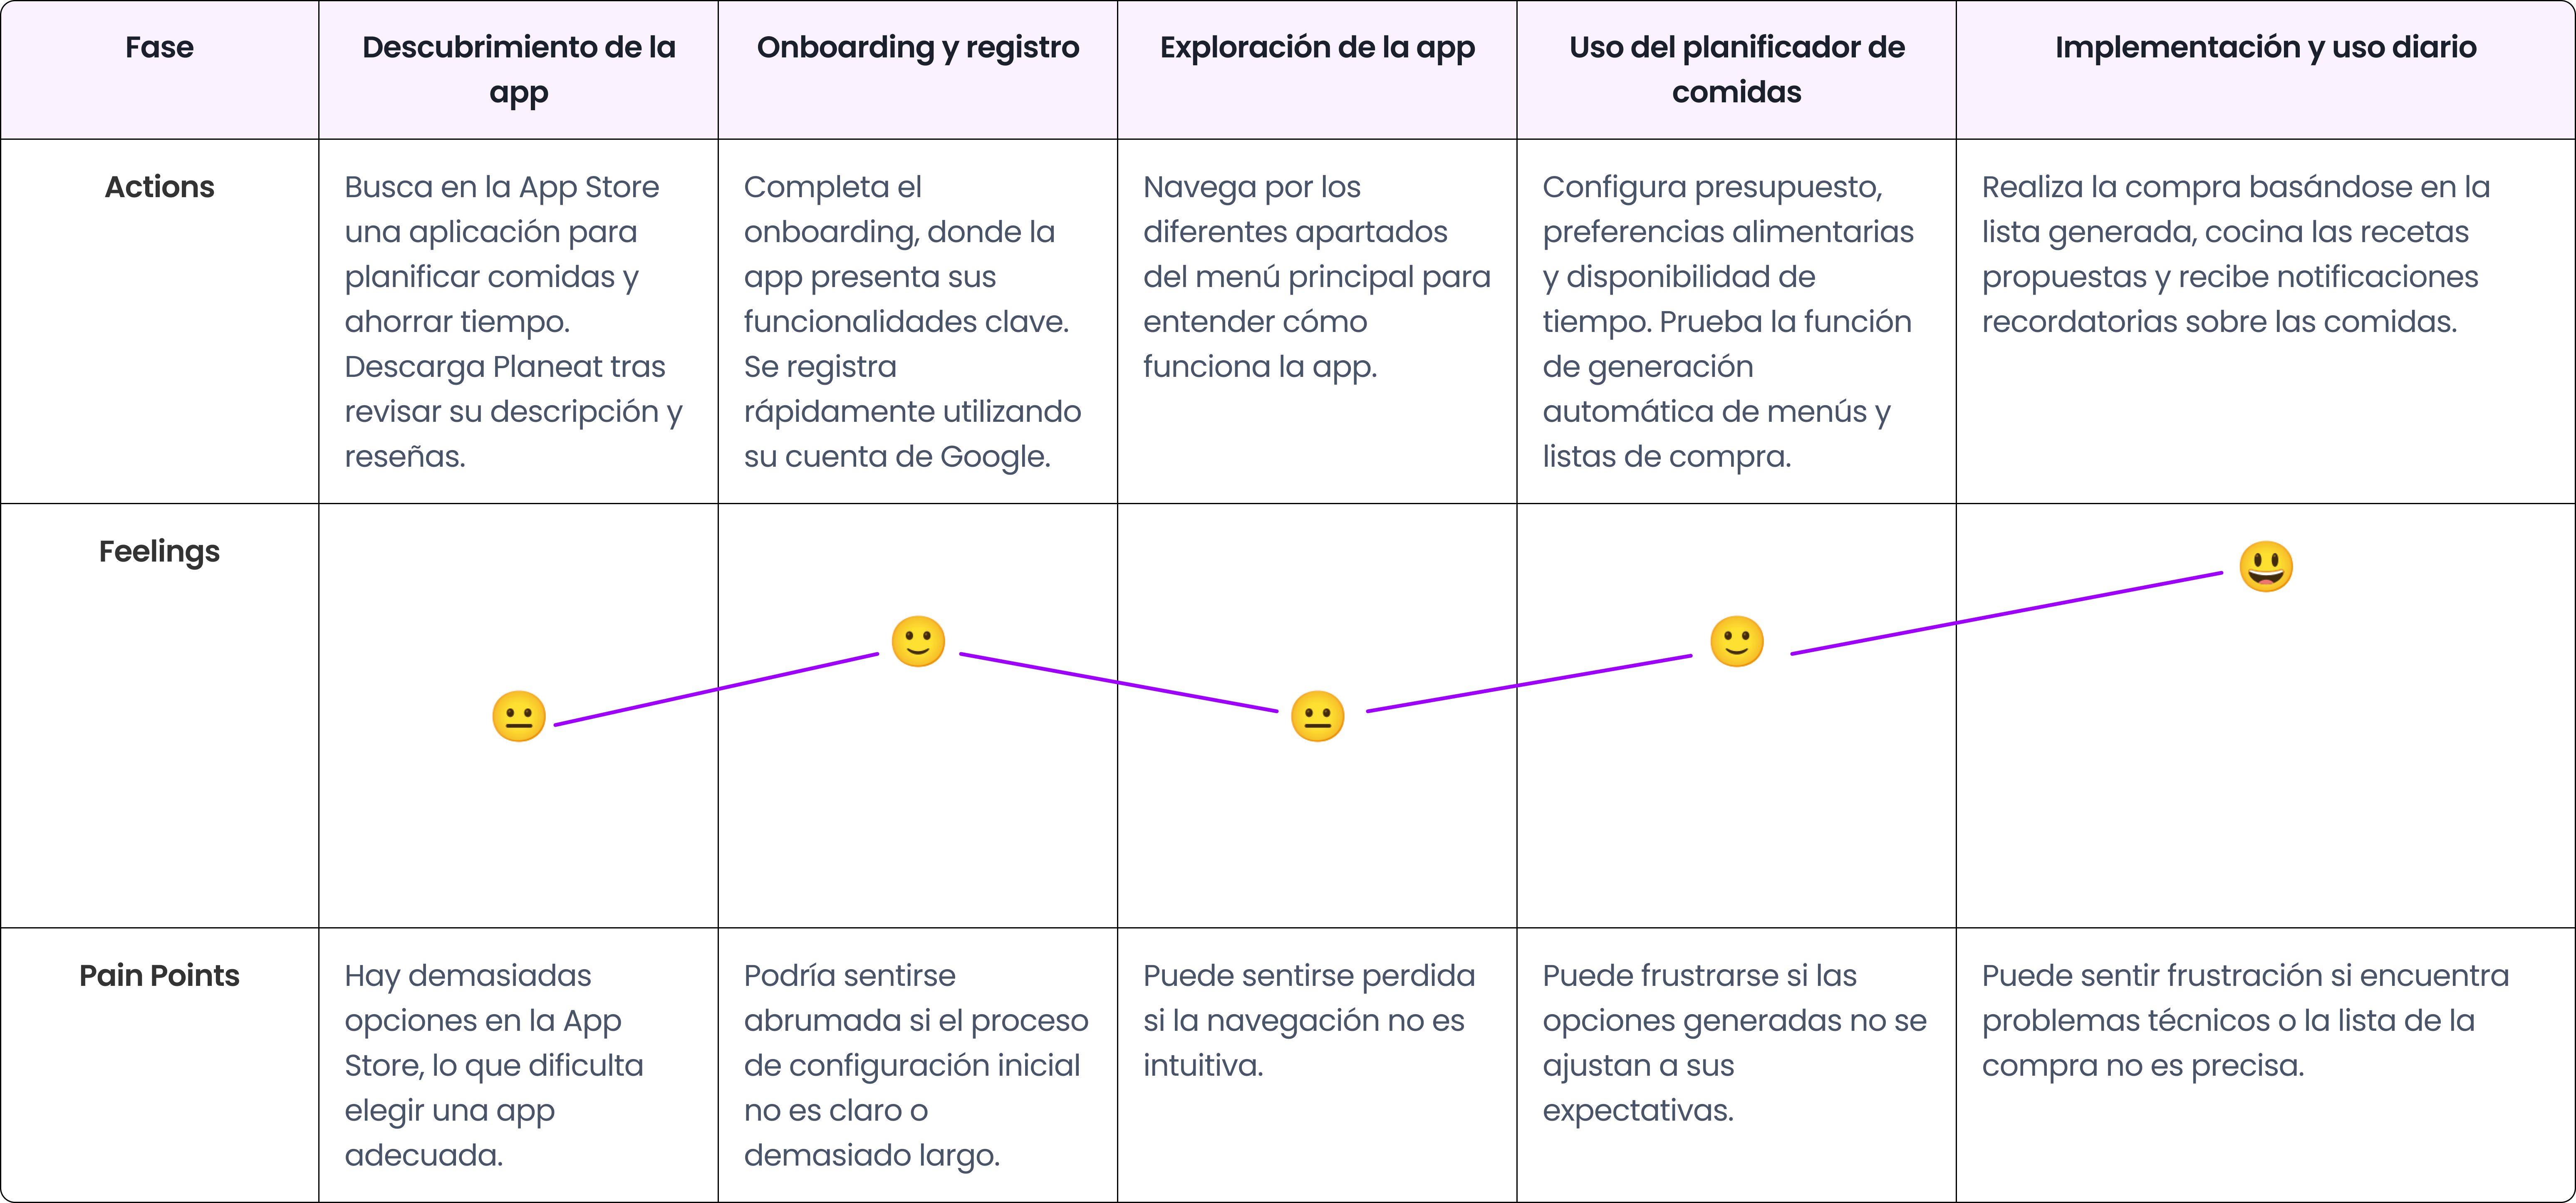 Fase
Descubrimiento de la
app
Onboarding y registro
Exploración de la app
Uso del planificador de
comidas
Implementación y uso diario
Actions
Busca en la App Store
una aplicación para
planificar comidas y
ahorrar tiempo.
Descarga Planeat tras
revisar su descripción y
reseñas.
Completa el
onboarding, donde la
app presenta sus
funcionalidades clave.
Se registra
rápidamente utilizando
su cuenta de Google.
Navega por los
diferentes apartados
del menú principal para
entender cómo
funciona la app.
Configura presupuesto,
preferencias alimentarias
y disponibilidad de
tiempo. Prueba la función
de generación
automática de menús y
listas de compra.
Realiza la compra basándose en la
lista generada, cocina las recetas
propuestas y recibe notificaciones
recordatorias sobre las comidas.
Feelings
Pain Points
Hay demasiadas
opciones en la App
Store, lo que dificulta
elegir una app
adecuada.
Podría sentirse
abrumada si el proceso
de configuración inicial
no es claro o
demasiado largo.
Puede sentirse perdida
si la navegación no es
intuitiva.
Puede frustrarse si las
opciones generadas no se
ajustan a sus
expectativas.
Puede sentir frustración si encuentra
problemas técnicos o la lista de la
compra no es precisa.